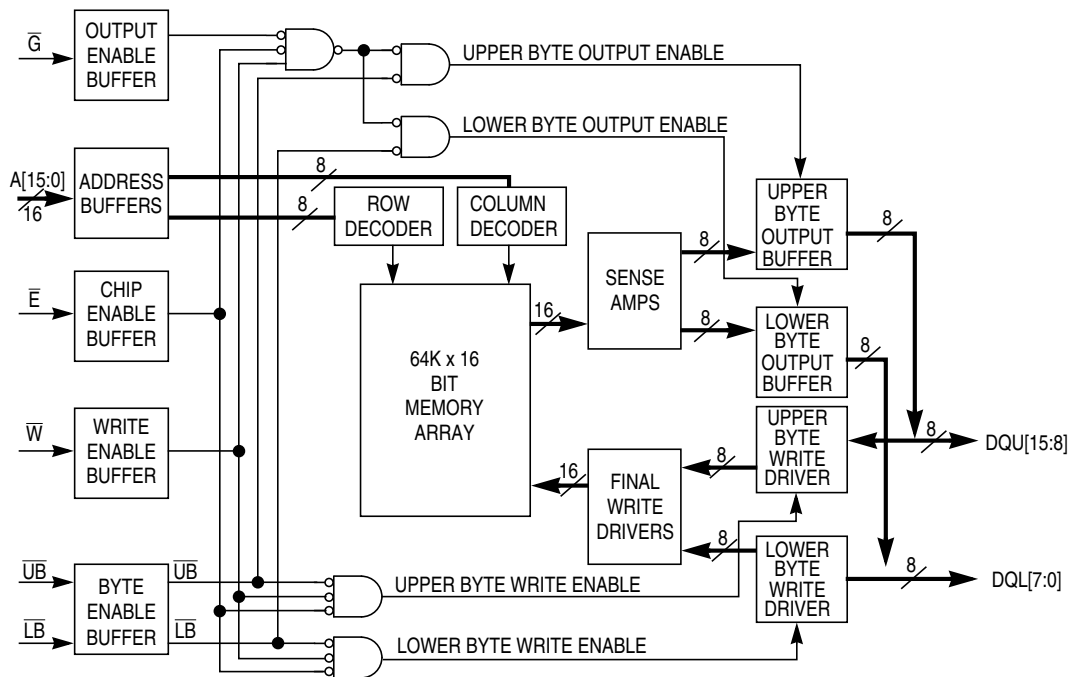 G̅
OUTPUT
ENABLE
BUFFER
UPPER BYTE OUTPUT ENABLE
LOWER BYTE OUTPUT ENABLE
A[15:0]
16
ADDRESS
BUFFERS
8
8
ROW
DECODER
COLUMN
DECODER
UPPER
BYTE
OUTPUT
BUFFER
8
E̅
CHIP
ENABLE
BUFFER
64K x 16
BIT
MEMORY
ARRAY
16
SENSE
AMPS
8
8
LOWER
BYTE
OUTPUT
BUFFER
8
W̅
WRITE
ENABLE
BUFFER
16
FINAL
WRITE
DRIVERS
8
8
UPPER
BYTE
WRITE
DRIVER
8
DQU[15:8]
U̅B̅
L̅B̅
BYTE
ENABLE
BUFFER
U̅B̅
L̅B̅
UPPER BYTE WRITE ENABLE
LOWER BYTE WRITE ENABLE
LOWER
BYTE
WRITE
DRIVER
8
DQL[7:0]